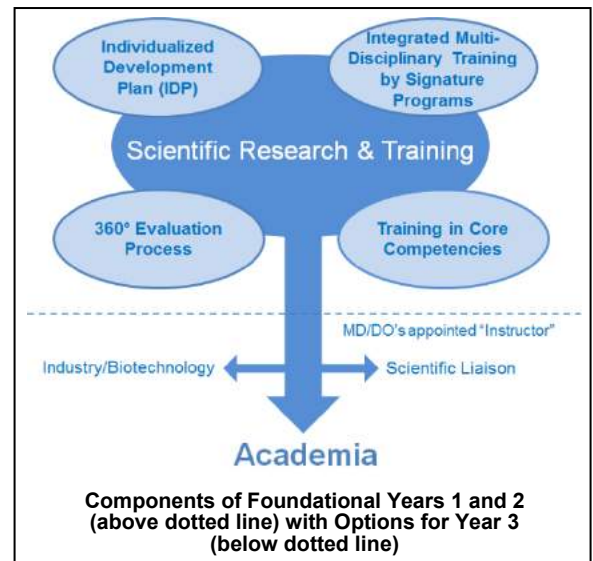 Individualized
Development
Plan (IDP)
Integrated Multi-
Disciplinary Training
by Signature
Programs
Scientific Research & Training
360° Evaluation
Process
Training in Core
Competencies
MD/DO's appointed "Instructor"
Industry/Biotechnology
Scientific Liaison
Academia
Components of Foundational Years 1 and 2
(above dotted line) with Options for Year 3
(below dotted line)